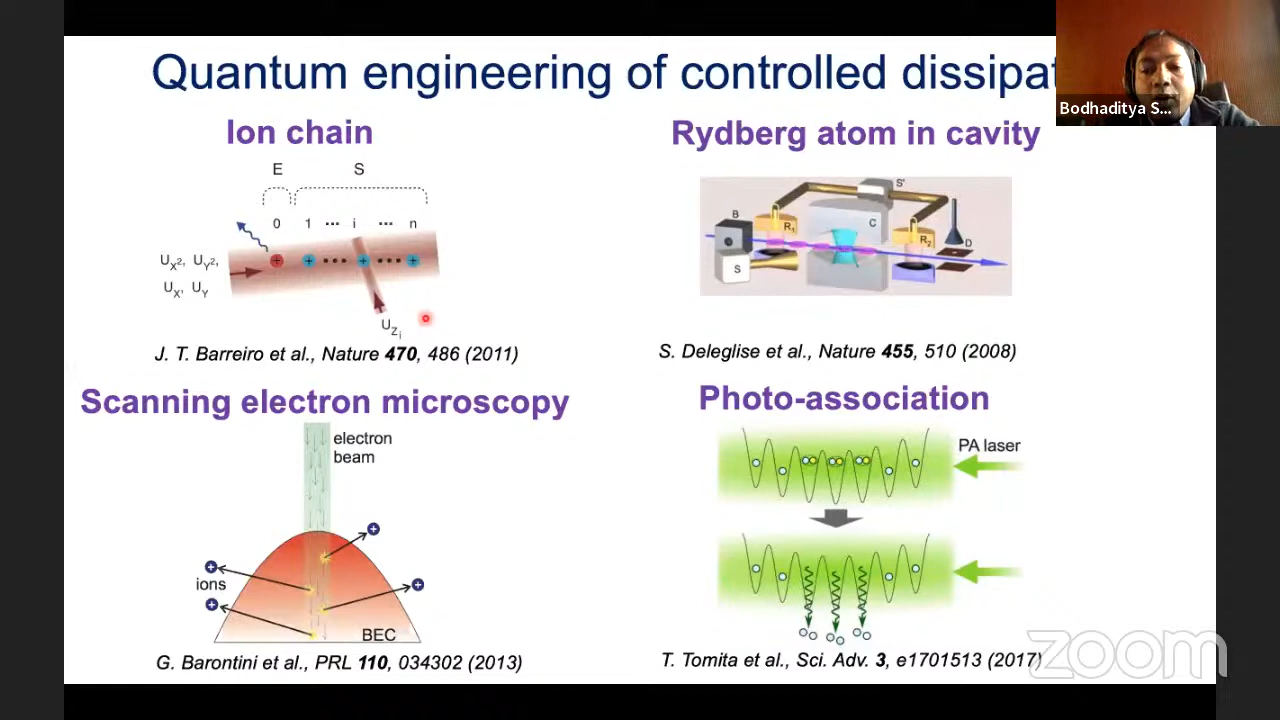 Quantum engineering of controlled dissipat
Bodhaditya S...
Ion chain
E S
0 1 ··· i ··· n
U_X², U_Y²,
U_X, U_Y
U_Zi
J. T. Barreiro et al., Nature 470, 486 (2011)
Rydberg atom in cavity
S'
B
R₁
C
R₂
D
S
S. Deleglise et al., Nature 455, 510 (2008)
Scanning electron microscopy
electron
beam
ions
BEC
G. Barontini et al., PRL 110, 034302 (2013)
Photo-association
PA laser
T. Tomita et al., Sci. Adv. 3, e1701513 (2017)
zoom